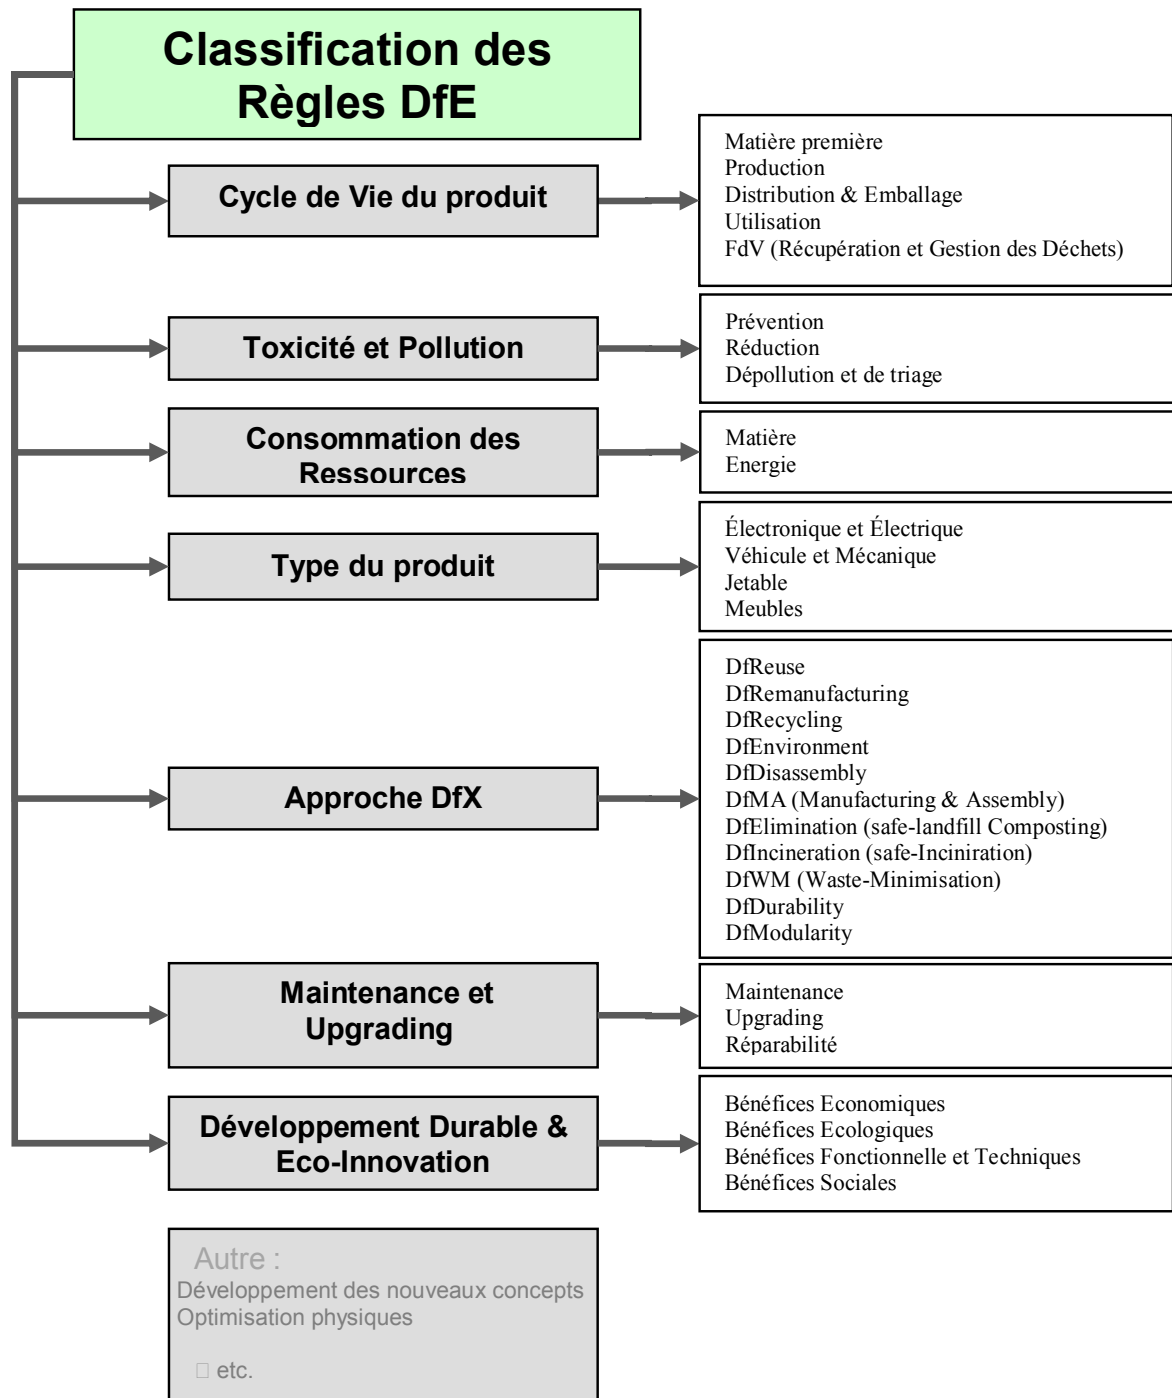 Classification des
Règles DfE
Cycle de Vie du produit
Matière première
Production
Distribution & Emballage
Utilisation
FdV (Récupération et Gestion des Déchets)
Toxicité et Pollution
Prévention
Réduction
Dépollution et de triage
Consommation des
Ressources
Matière
Energie
Type du produit
Électronique et Électrique
Véhicule et Mécanique
Jetable
Meubles
Approche DfX
DfReuse
DfRemanufacturing
DfRecycling
DfEnvironment
DfDisassembly
DfMA (Manufacturing & Assembly)
DfElimination (safe-landfill Composting)
DfIncineration (safe-Inciniration)
DfWM (Waste-Minimisation)
DfDurability
DfModularity
Maintenance et
Upgrading
Maintenance
Upgrading
Réparabilité
Développement Durable &
Eco-Innovation
Bénéfices Economiques
Bénéfices Ecologiques
Bénéfices Fonctionnelle et Techniques
Bénéfices Sociales
Autre :
Développement des nouveaux concepts
Optimisation physiques
□ etc.